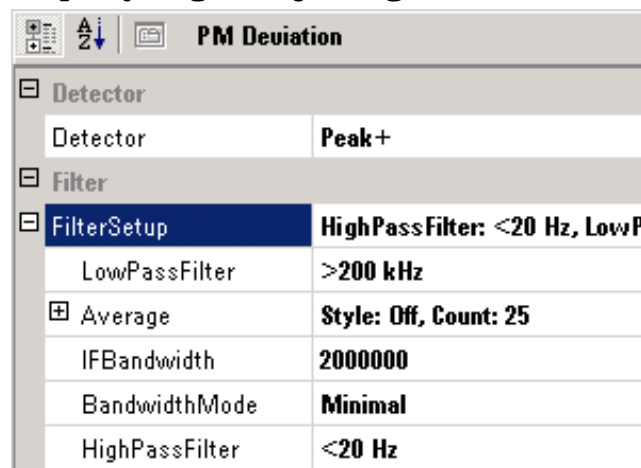 PM Deviation
Detector
Detector Peak+
Filter
FilterSetup HighPassFilter: <20 Hz, LowP
LowPassFilter >200 kHz
Average Style: Off, Count: 25
IFBandwidth 2000000
BandwidthMode Minimal
HighPassFilter <20 Hz